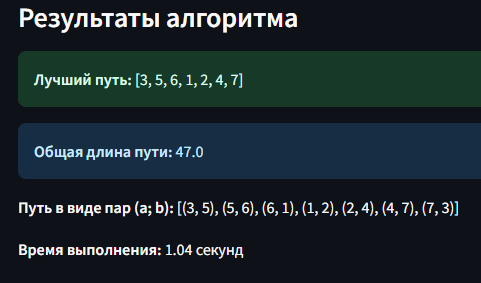 Результаты алгоритма
Лучший путь: [3, 5, 6, 1, 2, 4, 7]
Общая длина пути: 47.0
Путь в виде пар (a; b): [(3, 5), (5, 6), (6, 1), (1, 2), (2, 4), (4, 7), (7, 3)]
Время выполнения: 1.04 секунд